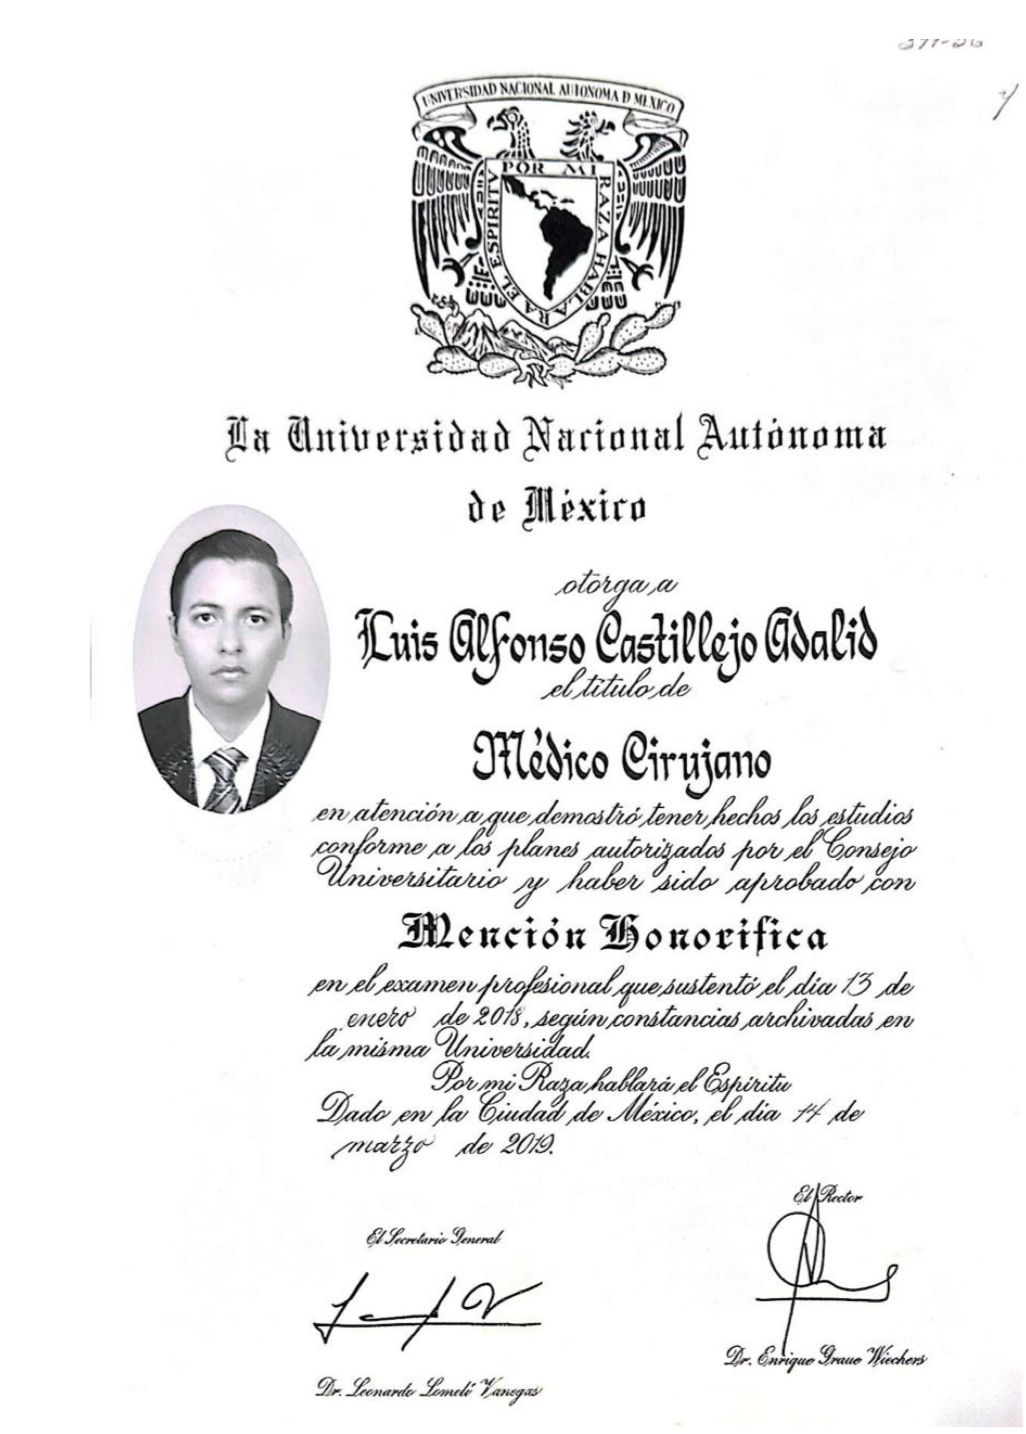 UNIVERSIDAD NACIONAL AUTONOMA D MEXICO
POR MI RAZA HABLARA EL ESPIRITV
La Universidad Nacional Autónoma
de México
otorga a
Luis Alfonso Castillejo Adalid
el título de
Médico Cirujano
en atención a que demostró tener hechos los estudios
conforme a los planes autorizados por el Consejo
Universitario y haber sido aprobado con
Mención Honorífica
en el examen profesional que sustentó el día 13 de
enero de 2018, según constancias archivadas en
la misma Universidad.
Por mi Raza hablará el Espíritu
Dado en la Ciudad de México, el día 14 de
marzo de 2019.
El Rector
El Secretario General
Dr. Enrique Graue Wiechers
Dr. Leonardo Lomelí Vanegas